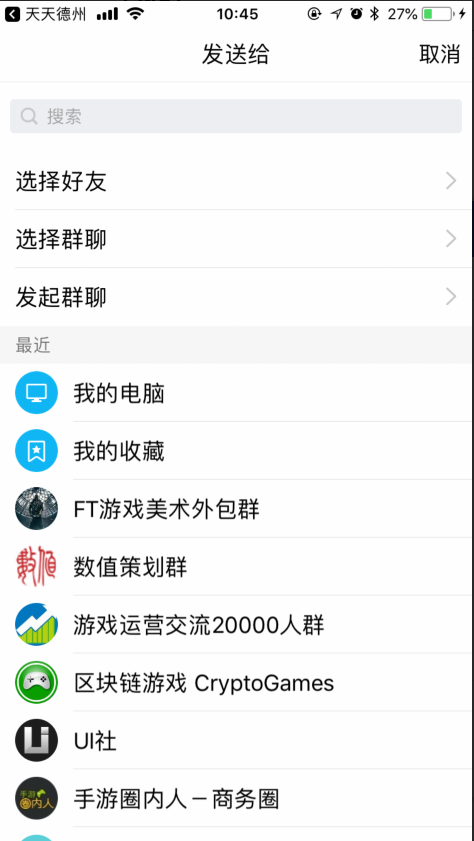 天天德州 10:45 27%
发送给 取消
搜索
选择好友
选择群聊
发起群聊
最近
我的电脑
我的收藏
FT游戏美术外包群
数值策划群
游戏运营交流20000人群
区块链游戏 CryptoGames
UI社
手游圈内人－商务圈